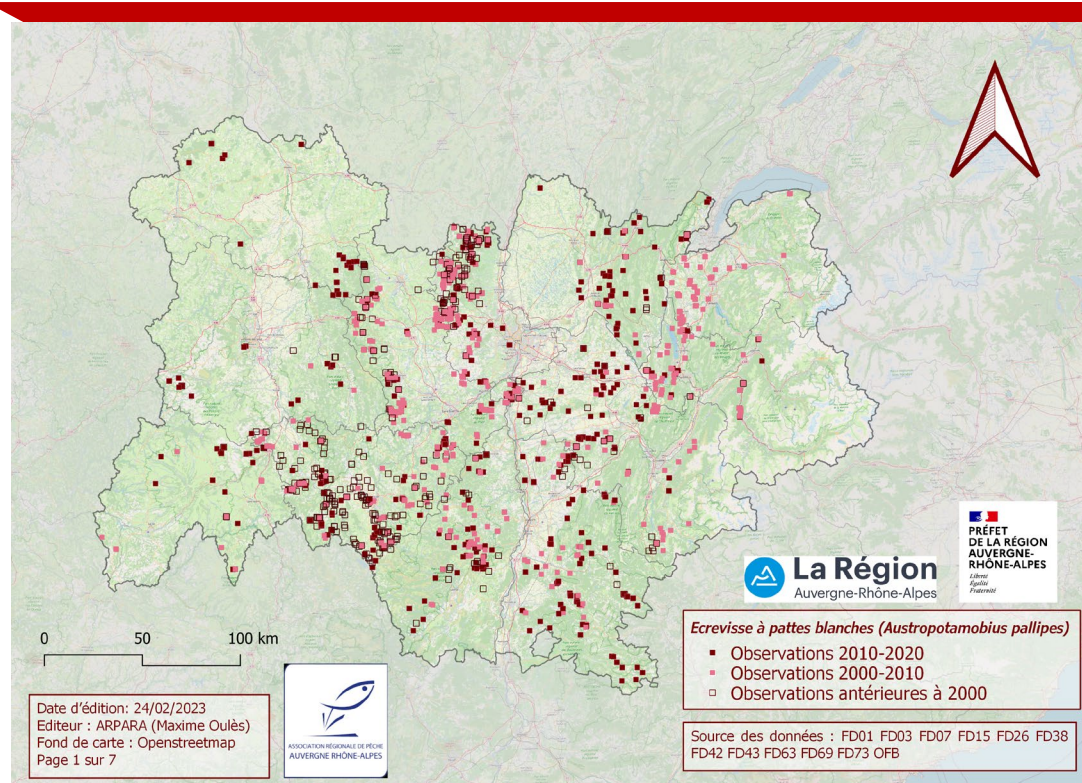 PRÉFET
DE LA RÉGION
AUVERGNE-
RHÔNE-ALPES
Liberté
Égalité
Fraternité
La Région
Auvergne-Rhône-Alpes
Ecrevisse à pattes blanches (Austropotamobius pallipes)
Observations 2010-2020
Observations 2000-2010
Observations antérieures à 2000
0 50 100 km
Date d'édition: 24/02/2023
Editeur : ARPARA (Maxime Oulès)
Fond de carte : Openstreetmap
Page 1 sur 7
ASSOCIATION RÉGIONALE DE PÊCHE
AUVERGNE RHÔNE-ALPES
Source des données : FD01 FD03 FD07 FD15 FD26 FD38
FD42 FD43 FD63 FD69 FD73 OFB